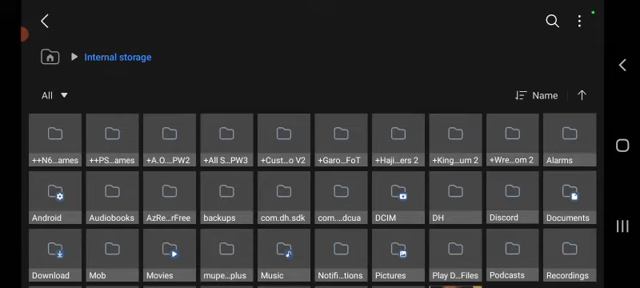 Internal storage
All
Name
++N6...ames
++PS...ames
+A.O...PW2
+All S...PW3
+Cust...o V2
+Garo...FoT
+Haji...ers 2
+King...um 2
+Wre...om 2
Alarms
Android
Audiobooks
AzRe...rFree
backups
com.dh.sdk
com....dcua
DCIM
DH
Discord
Documents
Download
Mob
Movies
mupe...plus
Music
Notifi...tions
Pictures
Play D...Files
Podcasts
Recordings